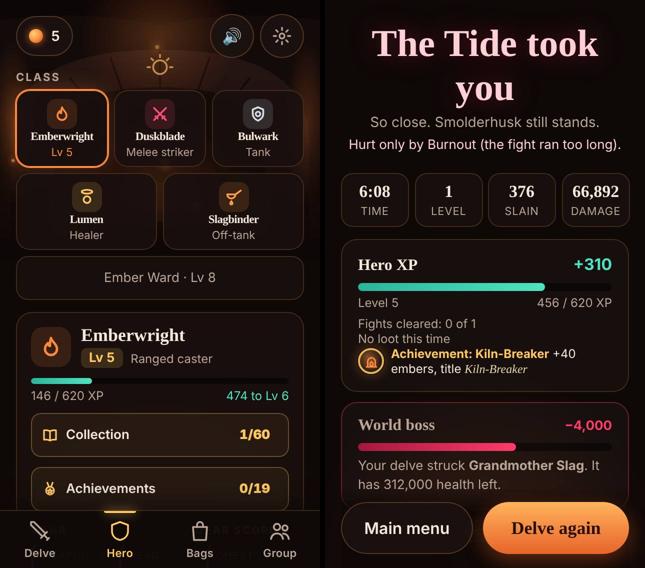 5
CLASS
Emberwright
Lv 5
Duskblade
Melee striker
Bulwark
Tank
Lumen
Healer
Slagbinder
Off-tank
Ember Ward · Lv 8
Emberwright
Lv 5 Ranged caster
146 / 620 XP 474 to Lv 6
Collection 1/60
Achievements 0/19
Delve Hero Bags Group
The Tide took
you
So close. Smolderhusk still stands.
Hurt only by Burnout (the fight ran too long).
6:08 1 376 66,892
TIME LEVEL SLAIN DAMAGE
Hero XP +310
Level 5 456 / 620 XP
Fights cleared: 0 of 1
No loot this time
Achievement: Kiln-Breaker +40
embers, title Kiln-Breaker
World boss −4,000
Your delve struck Grandmother Slag. It
has 312,000 health left.
Main menu Delve again